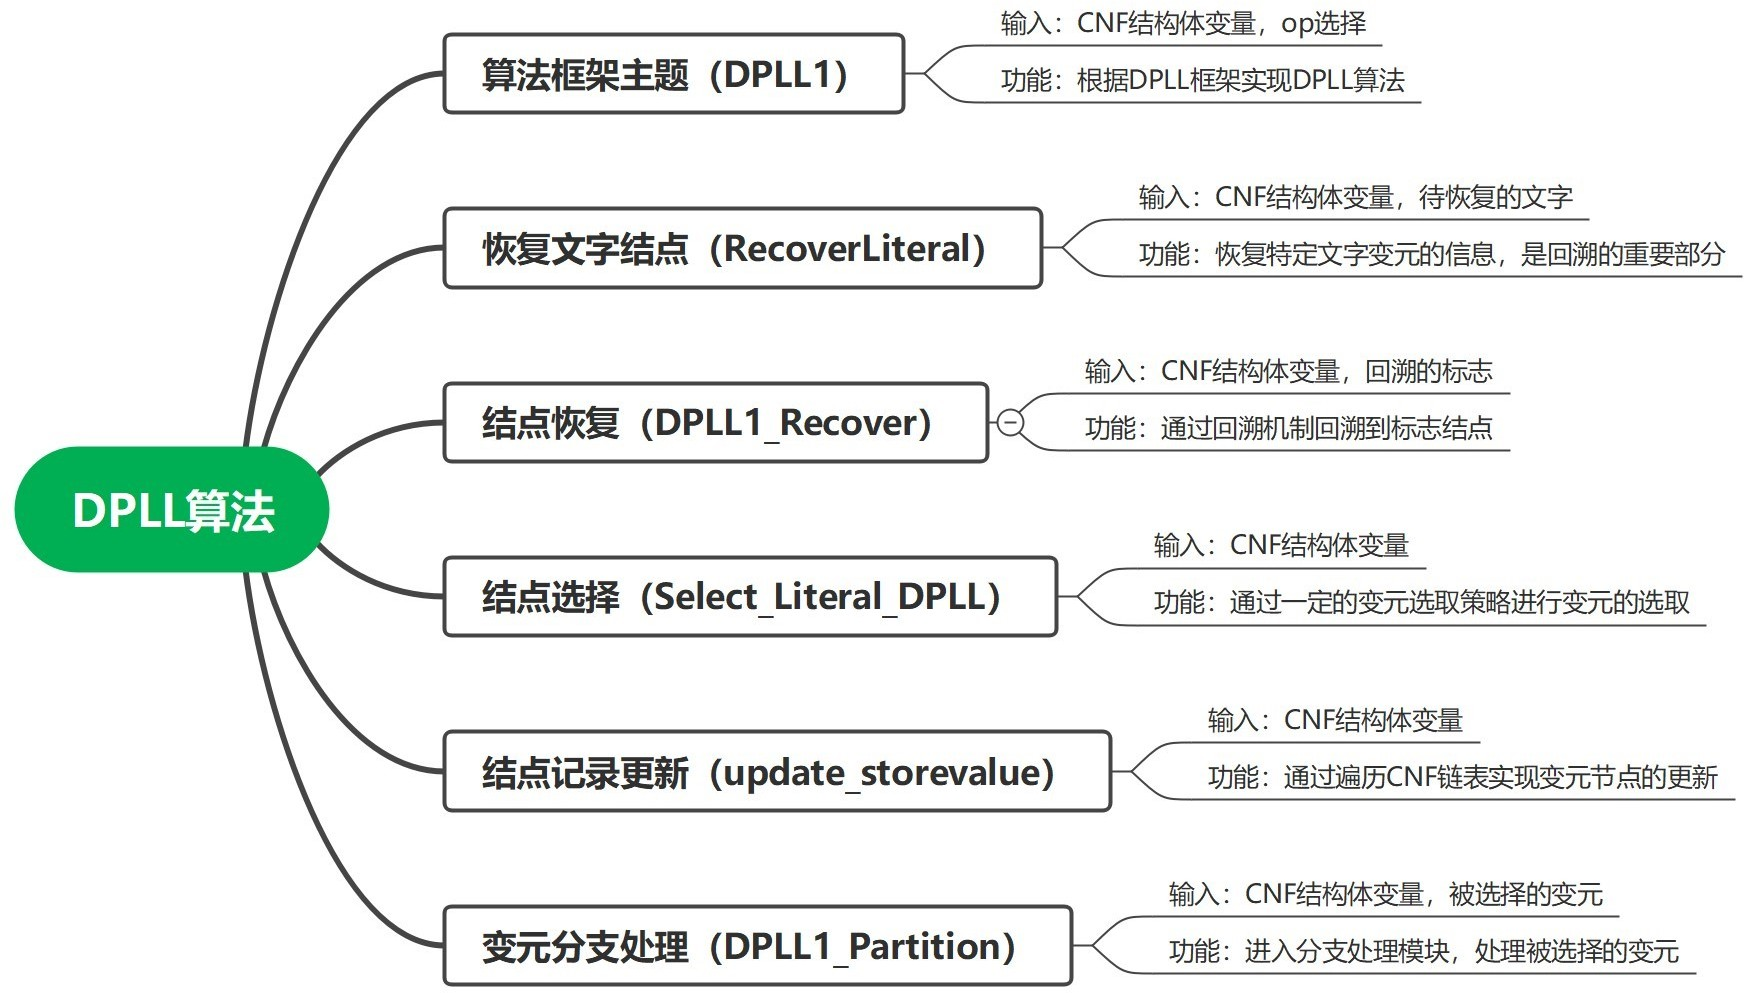 DPLL算法
算法框架主题（DPLL1）
输入：CNF结构体变量，op选择
功能：根据DPLL框架实现DPLL算法
恢复文字结点（RecoverLiteral）
输入：CNF结构体变量，待恢复的文字
功能：恢复特定文字变元的信息，是回溯的重要部分
结点恢复（DPLL1_Recover）
输入：CNF结构体变量，回溯的标志
功能：通过回溯机制回溯到标志结点
结点选择（Select_Literal_DPLL）
输入：CNF结构体变量
功能：通过一定的变元选取策略进行变元的选取
结点记录更新（update_storevalue）
输入：CNF结构体变量
功能：通过遍历CNF链表实现变元节点的更新
变元分支处理（DPLL1_Partition）
输入：CNF结构体变量，被选择的变元
功能：进入分支处理模块，处理被选择的变元